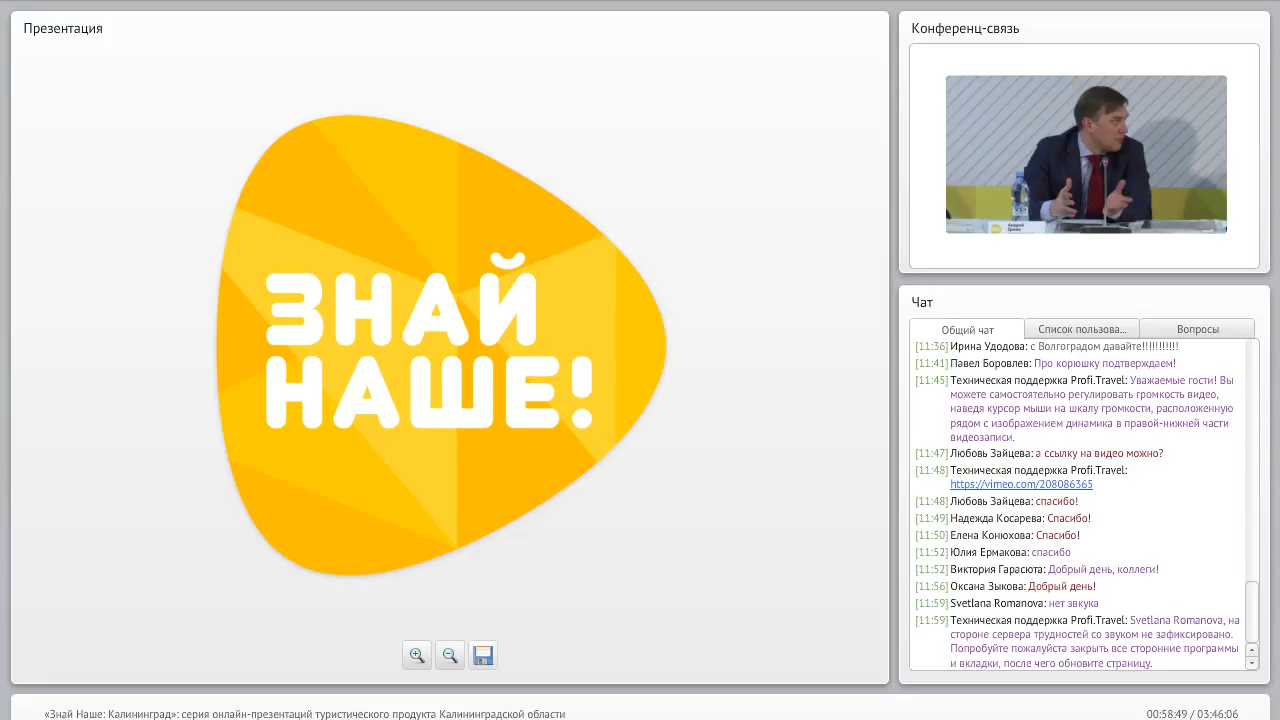 Презентация
ЗНАЙ
НАШЕ!
Конференц-связь
Чат
Общий чат
Список пользова...
Вопросы
[11:36] Ирина Удодова: с Волгоградом давайте!!!!!!!!!!!
[11:41] Павел Боровлев: Про корюшку подтверждаем!
[11:45] Техническая поддержка Profi.Travel: Уважаемые гости! Вы
можете самостоятельно регулировать громкость видео,
наведя курсор мыши на шкалу громкости, расположенную
рядом с изображением динамика в правой-нижней части
видеозаписи.
[11:47] Любовь Зайцева: а ссылку на видео можно?
[11:48] Техническая поддержка Profi.Travel:
https://vimeo.com/208086365
[11:48] Любовь Зайцева: спасибо!
[11:49] Надежда Косарева: Спасибо!
[11:50] Елена Конюхова: Спасибо!
[11:52] Юлия Ермакова: спасибо
[11:52] Виктория Гарасюта: Добрый день, коллеги!
[11:56] Оксана Зыкова: Добрый день!
[11:59] Svetlana Romanova: нет звкука
[11:59] Техническая поддержка Profi.Travel: Svetlana Romanova, на
стороне сервера трудностей со звуком не зафиксировано.
Попробуйте пожалуйста закрыть все сторонние программы
и вкладки, после чего обновите страницу.
«Знай Наше: Калининград»: серия онлайн-презентаций туристического продукта Калининградской области
00:58:49 / 03:46:06